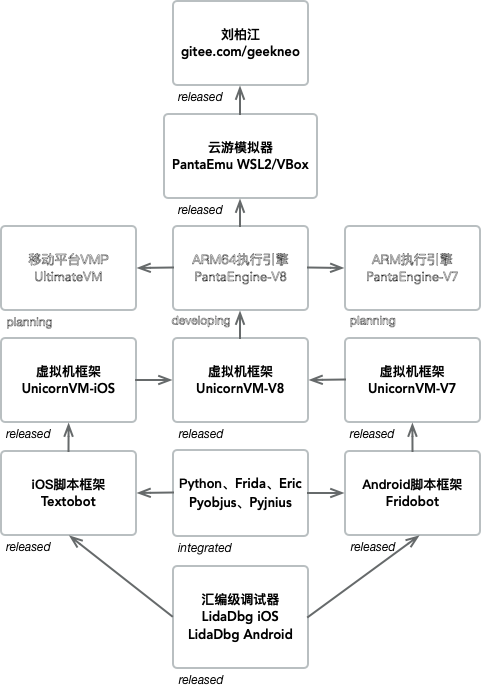 刘柏江
gitee.com/geekneo
released
云游模拟器
PantaEmu WSL2/VBox
released
移动平台VMP
UltimateVM
planning
ARM64执行引擎
PantaEngine-V8
developing
ARM执行引擎
PantaEngine-V7
planning
虚拟机框架
UnicornVM-iOS
released
虚拟机框架
UnicornVM-V8
released
虚拟机框架
UnicornVM-V7
released
iOS脚本框架
Textobot
released
Python、Frida、Eric
Pyobjus、Pyjnius
integrated
Android脚本框架
Fridobot
released
汇编级调试器
LidaDbg iOS
LidaDbg Android
released